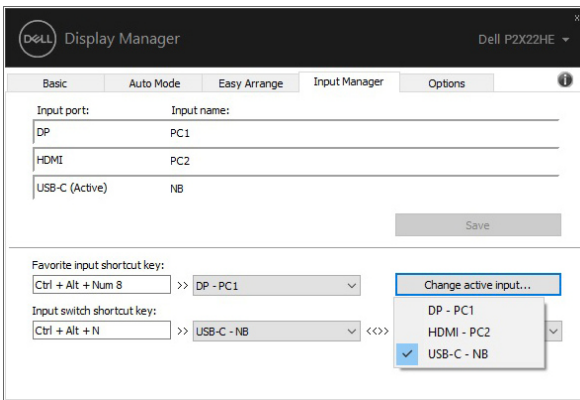 DELL Display Manager Dell P2X22HE
Basic Auto Mode Easy Arrange Input Manager Options
Input port: Input name:
DP PC1
HDMI PC2
USB-C (Active) NB
Save
Favorite input shortcut key:
Ctrl + Alt + Num 8 >> DP - PC1 Change active input...
Input switch shortcut key:
DP - PC1
Ctrl + Alt + N >> USB-C - NB <<>> HDMI - PC2
USB-C - NB